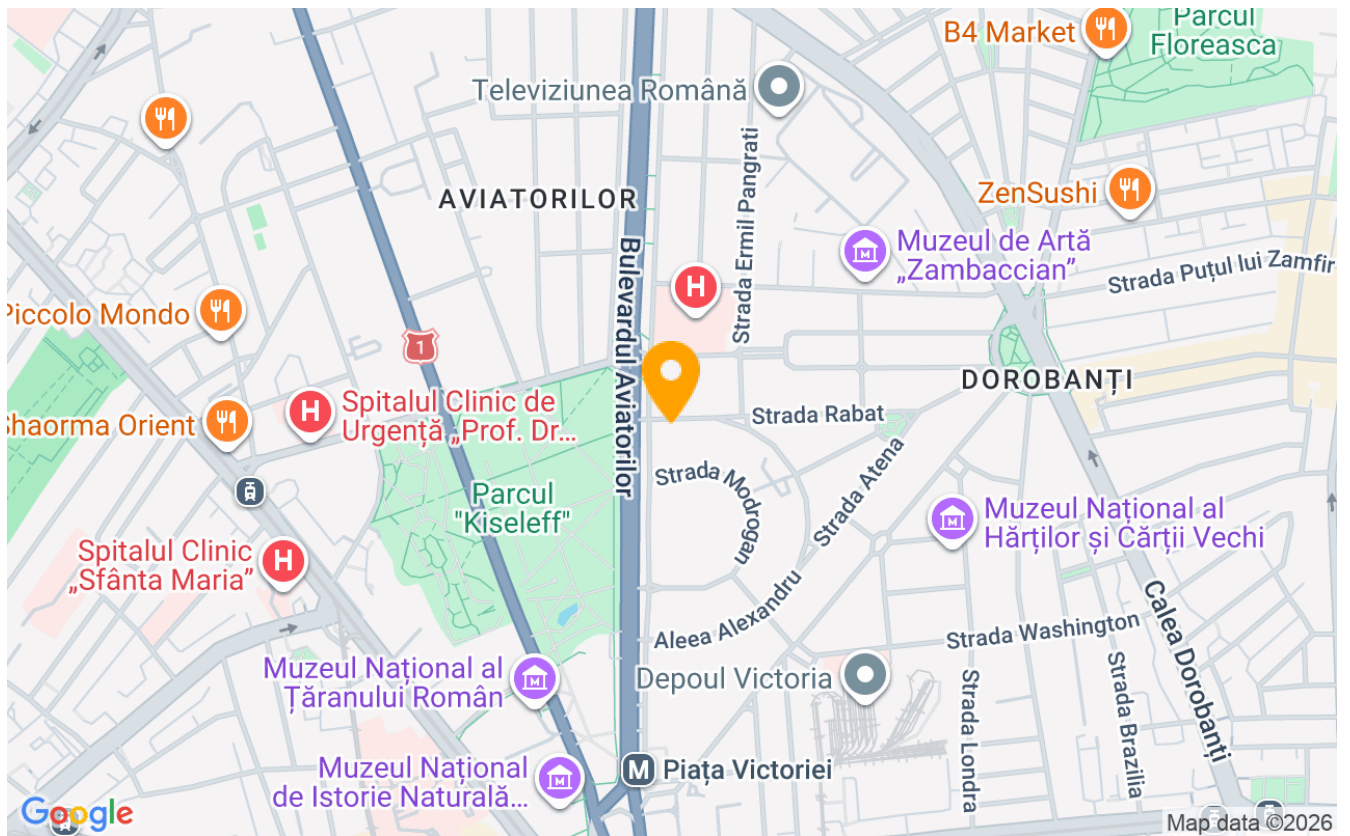 Parcul
Floreasca
B4 Market
Televiziunea Română
Strada Ermil Pangrati
ZenSushi
AVIATORILOR
Muzeul de Artă
„Zambaccian”
Strada Puțul lui Zamfir
Bulevardul Aviatorilor
H
Piccolo Mondo
1
DOROBANȚI
Shaorma Orient
H
Spitalul Clinic de
Urgență „Prof. Dr...
Strada Rabat
Strada Atena
Strada Modrogan
Parcul
"Kiseleff"
Muzeul Național al
Hărților și Cărții Vechi
Spitalul Clinic
„Sfânta Maria”
H
Aleea Alexandru
Strada Washington
Calea Dorobanți
Muzeul Național al
Țăranului Român
Depoul Victoria
Strada Londra
Strada Brazilia
Muzeul Național
de Istorie Naturală...
M
Piața Victoriei
Google
Map data ©2026